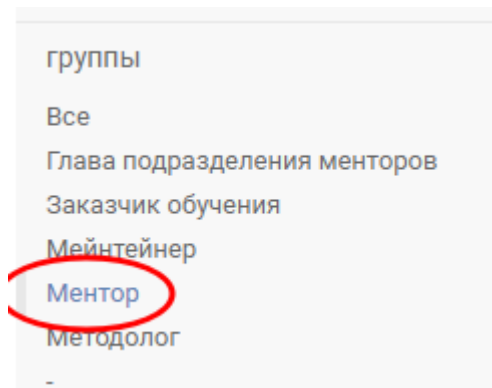 группы
Все
Глава подразделения менторов
Заказчик обучения
Мейнтейнер
Ментор
Методолог
-